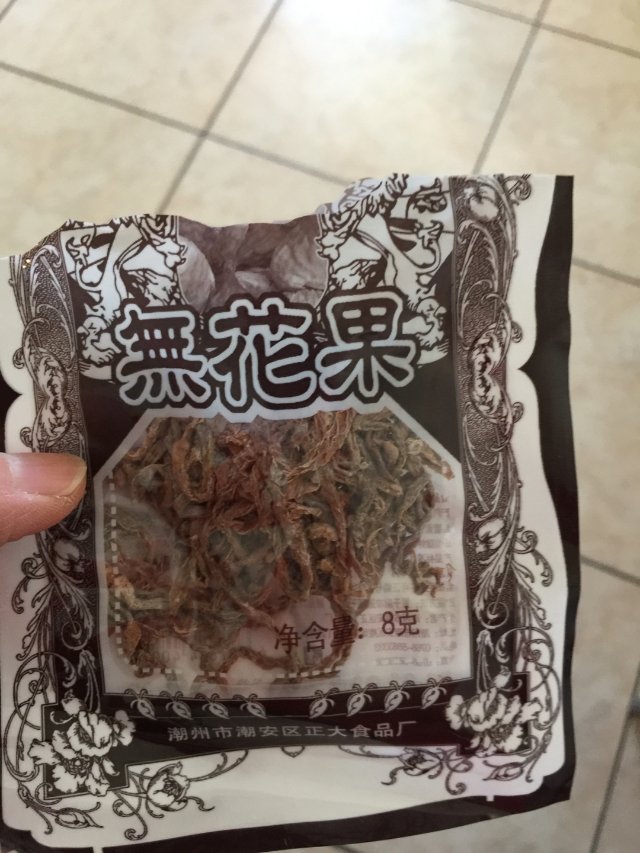 無花果
净含量：8克
潮州市潮安区正大食品厂